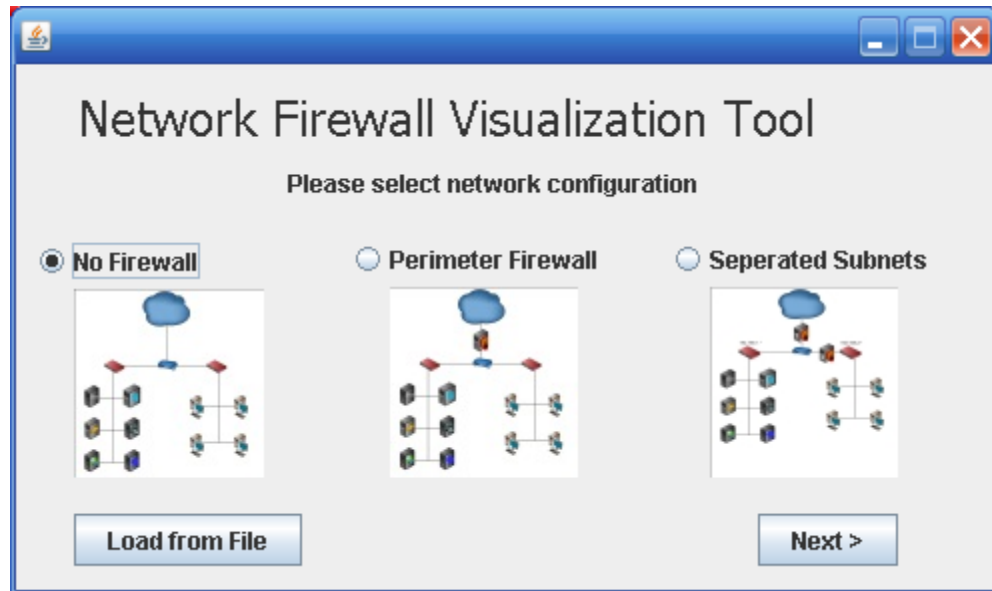 Network Firewall Visualization Tool
Please select network configuration
No Firewall
Perimeter Firewall
Seperated Subnets
Load from File
Next >